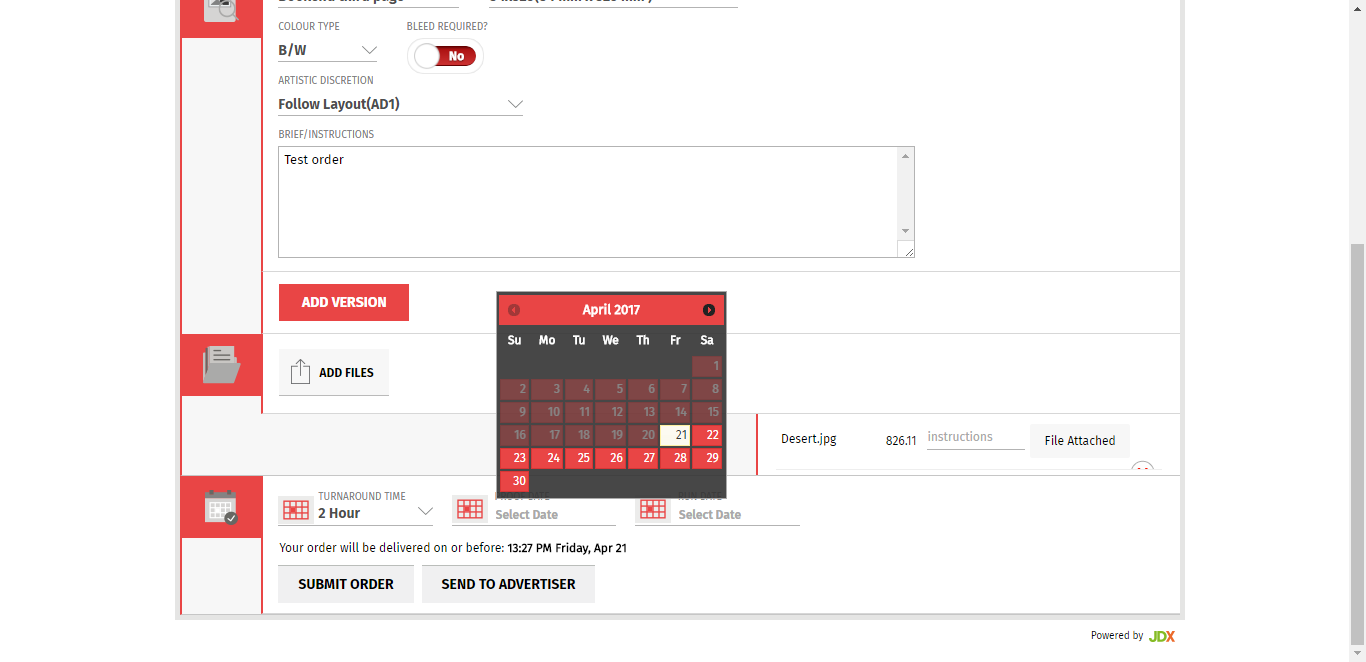 COLOUR TYPE BLEED REQUIRED?
B/W No
ARTISTIC DISCRETION
Follow Layout(AD1)
BRIEF/INSTRUCTIONS
Test order
ADD VERSION
April 2017
Su Mo Tu We Th Fr Sa
1
2 3 4 5 6 7 8
9 10 11 12 13 14 15
16 17 18 19 20 21 22
23 24 25 26 27 28 29
30
ADD FILES
Desert.jpg 826.11 instructions File Attached
TURNAROUND TIME
2 Hour Select Date Select Date
Your order will be delivered on or before: 13:27 PM Friday, Apr 21
SUBMIT ORDER SEND TO ADVERTISER
Powered by JDX